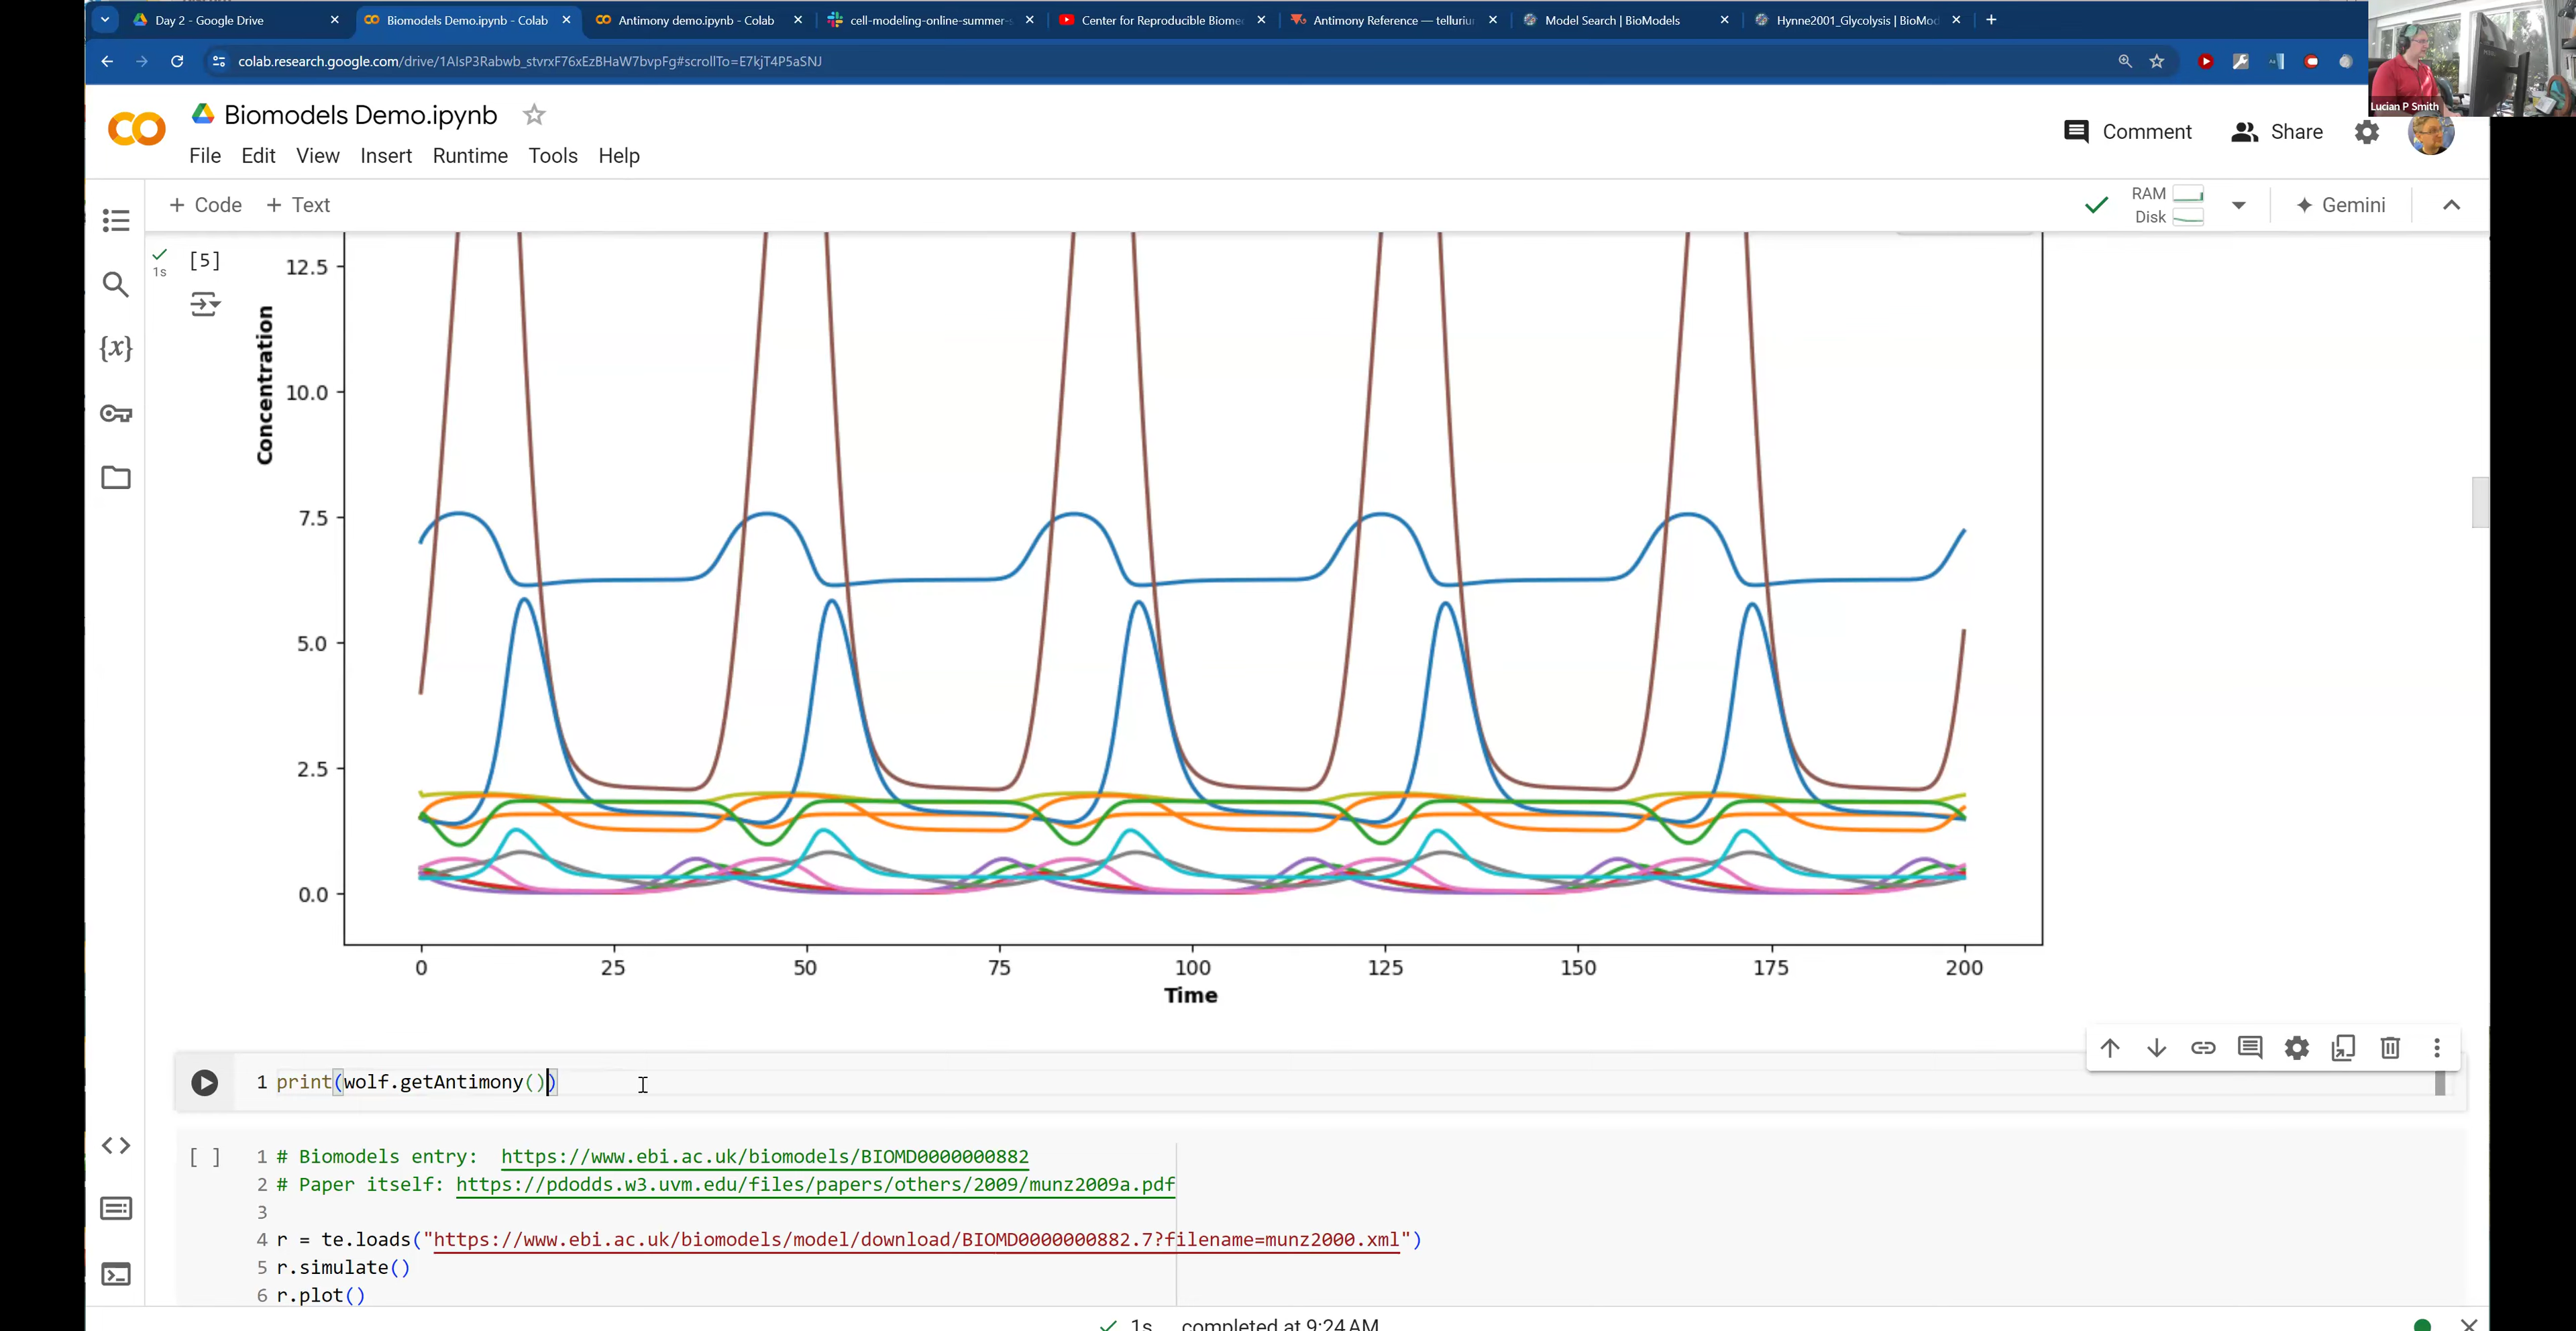 Day 2 - Google Drive
Biomodels Demo.ipynb - Colab
Antimony demo.ipynb - Colab
cell-modeling-online-summer-s
Center for Reproducible Biomed
Antimony Reference — tellurium
Model Search | BioModels
Hynne2001_Glycolysis | BioMod
colab.research.google.com/drive/1AIsP3Rabwb_stvrxF76xEzBHaW7bvpFg#scrollTo=E7kjT4P5aSNJ
Lucian P Smith
Biomodels Demo.ipynb
File Edit View Insert Runtime Tools Help
Comment
Share
+ Code + Text
RAM
Disk
Gemini
1s
[5]
12.5
10.0
7.5
5.0
2.5
0.0
Concentration
0 25 50 75 100 125 150 175 200
Time
1 print(wolf.getAntimony())
[ ]
1 # Biomodels entry: https://www.ebi.ac.uk/biomodels/BIOMD0000000882
2 # Paper itself: https://pdodds.w3.uvm.edu/files/papers/others/2009/munz2009a.pdf
3
4 r = te.loads("https://www.ebi.ac.uk/biomodels/model/download/BIOMD0000000882.7?filename=munz2000.xml")
5 r.simulate()
6 r.plot()
1s completed at 9:24 AM